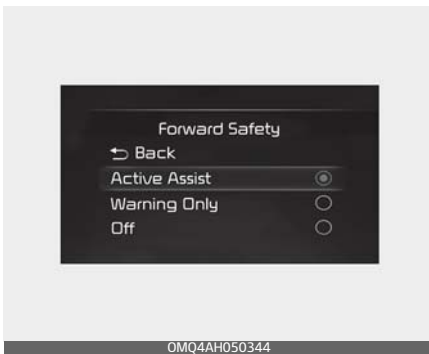 Forward Safety
Back
Active Assist
Warning Only
Off
OMQ4AH050344